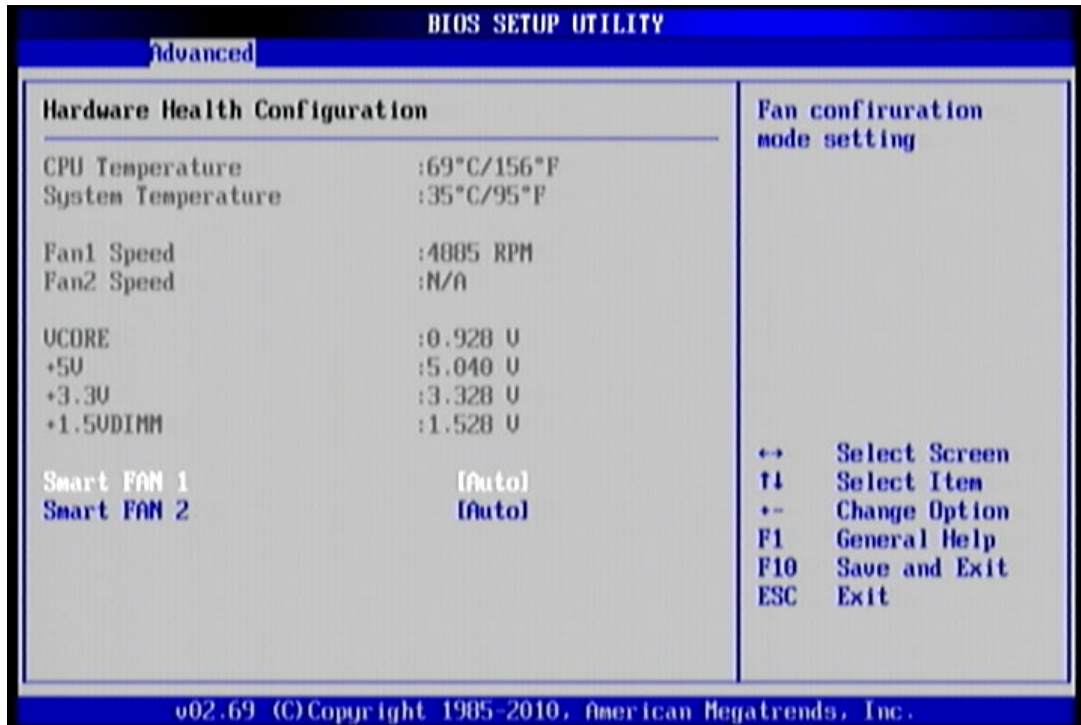 BIOS SETUP UTILITY
Advanced
Hardware Health Configuration
CPU Temperature :69°C/156°F
System Temperature :35°C/95°F
Fan1 Speed :4885 RPM
Fan2 Speed :N/A
VCORE :0.928 V
+5V :5.040 V
+3.3V :3.328 V
+1.5VDIMM :1.528 V
Smart FAN 1 [Auto]
Smart FAN 2 [Auto]
Fan confiruration
mode setting
↔ Select Screen
↑↓ Select Item
+- Change Option
F1 General Help
F10 Save and Exit
ESC Exit
v02.69 (C)Copyright 1985-2010, American Megatrends, Inc.